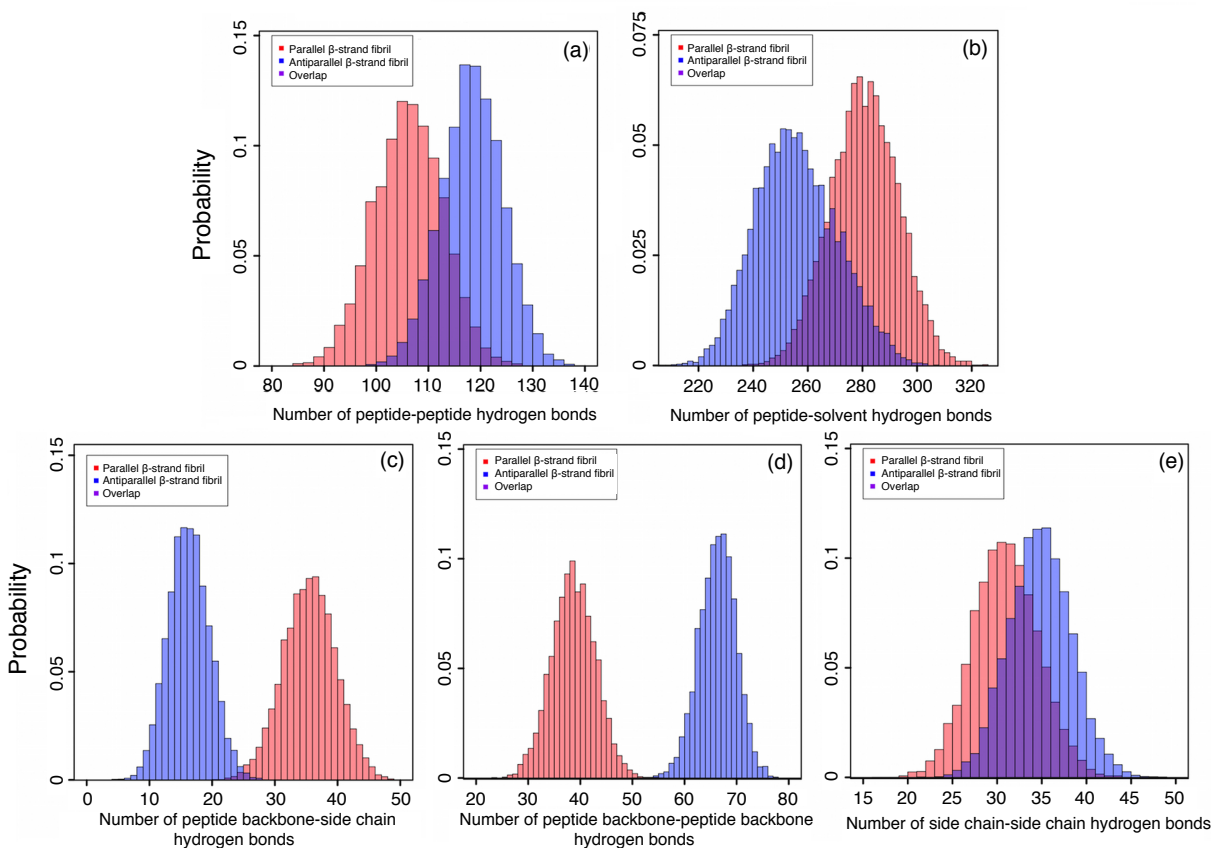 (a)
Parallel β-strand fibril
Antiparallel β-strand fibril
Overlap
Probability
0 0.05 0.1 0.15
80 90 100 110 120 130 140
Number of peptide-peptide hydrogen bonds
(b)
Parallel β-strand fibril
Antiparallel β-strand fibril
Overlap
0 0.025 0.05 0.075
220 240 260 280 300 320
Number of peptide-solvent hydrogen bonds
(c)
Parallel β-strand fibril
Antiparallel β-strand fibril
Overlap
Probability
0 0.05 0.1 0.15
0 10 20 30 40 50
Number of peptide backbone-side chain
hydrogen bonds
(d)
Parallel β-strand fibril
Antiparallel β-strand fibril
Overlap
0 0.05 0.1 0.15
20 30 40 50 60 70 80
Number of peptide backbone-peptide backbone
hydrogen bonds
(e)
Parallel β-strand fibril
Antiparallel β-strand fibril
Overlap
0 0.05 0.1 0.15
15 20 25 30 35 40 45 50
Number of side chain-side chain hydrogen bonds